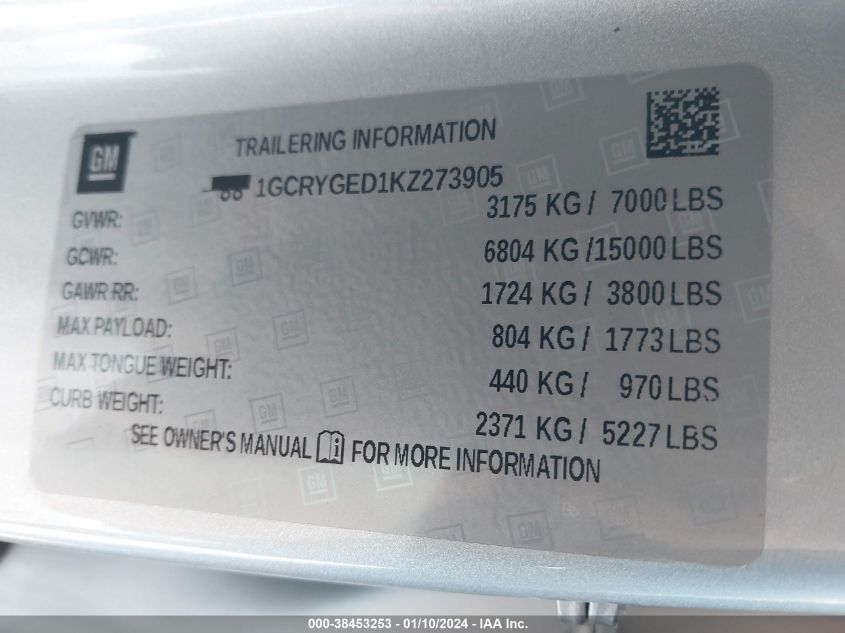 GM
TRAILERING INFORMATION
1GCRYGED1KZ273905
GVWR: 3175 KG / 7000 LBS
GCWR: 6804 KG /15000 LBS
GAWR RR: 1724 KG / 3800 LBS
MAX PAYLOAD: 804 KG / 1773 LBS
MAX TONGUE WEIGHT: 440 KG / 970 LBS
CURB WEIGHT: 2371 KG / 5227 LBS
SEE OWNER'S MANUAL FOR MORE INFORMATION
000-38453253 - 01/10/2024 - IAA Inc.